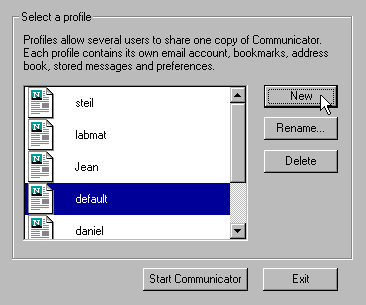 Select a profile
Profiles allow several users to share one copy of Communicator.
Each profile contains its own email account, bookmarks, address
book, stored messages and preferences.
steil
New
labmat
Rename...
Jean
Delete
default
daniel
Start Communicator
Exit